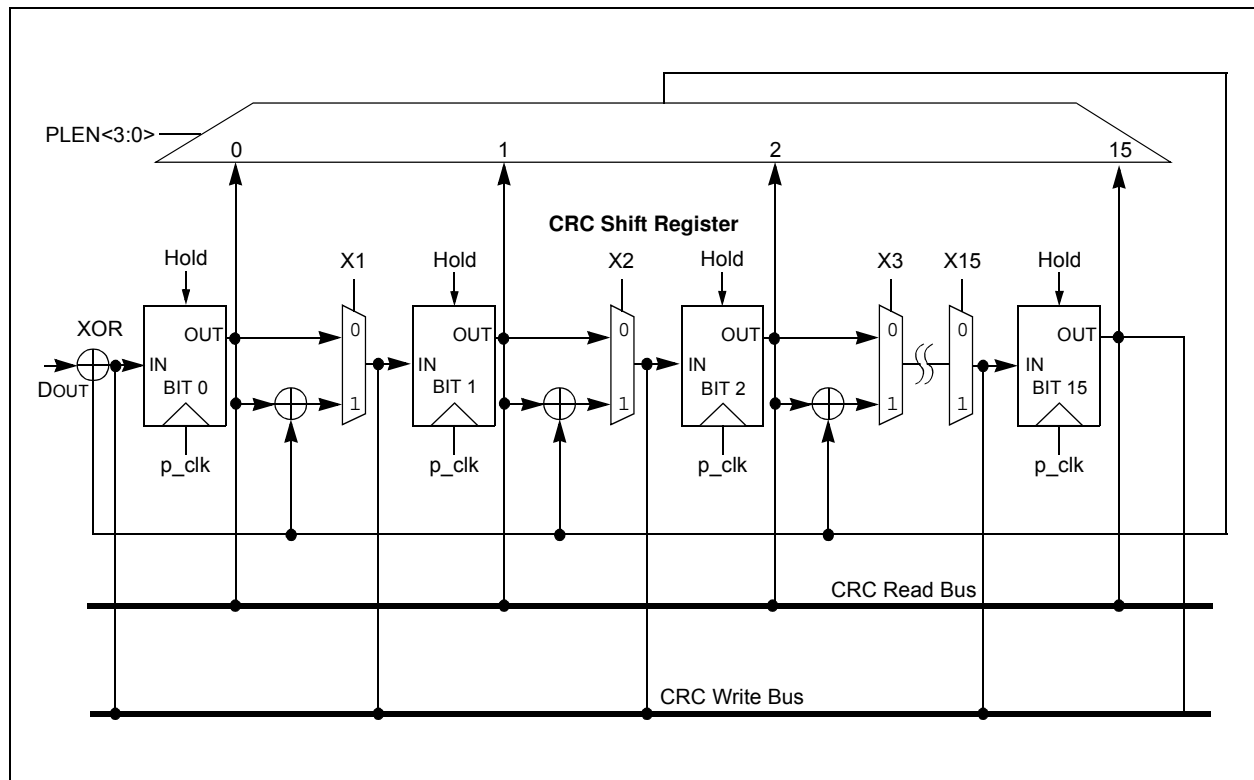 PLEN<3:0>
0 1 2 15
CRC Shift Register
Hold X1 Hold X2 Hold X3 X15 Hold
XOR
OUT 0 OUT 0 OUT 0 0 OUT
IN IN IN IN
DOUT
BIT 0 1 BIT 1 1 BIT 2 1 1 BIT 15
p_clk p_clk p_clk p_clk
CRC Read Bus
CRC Write Bus